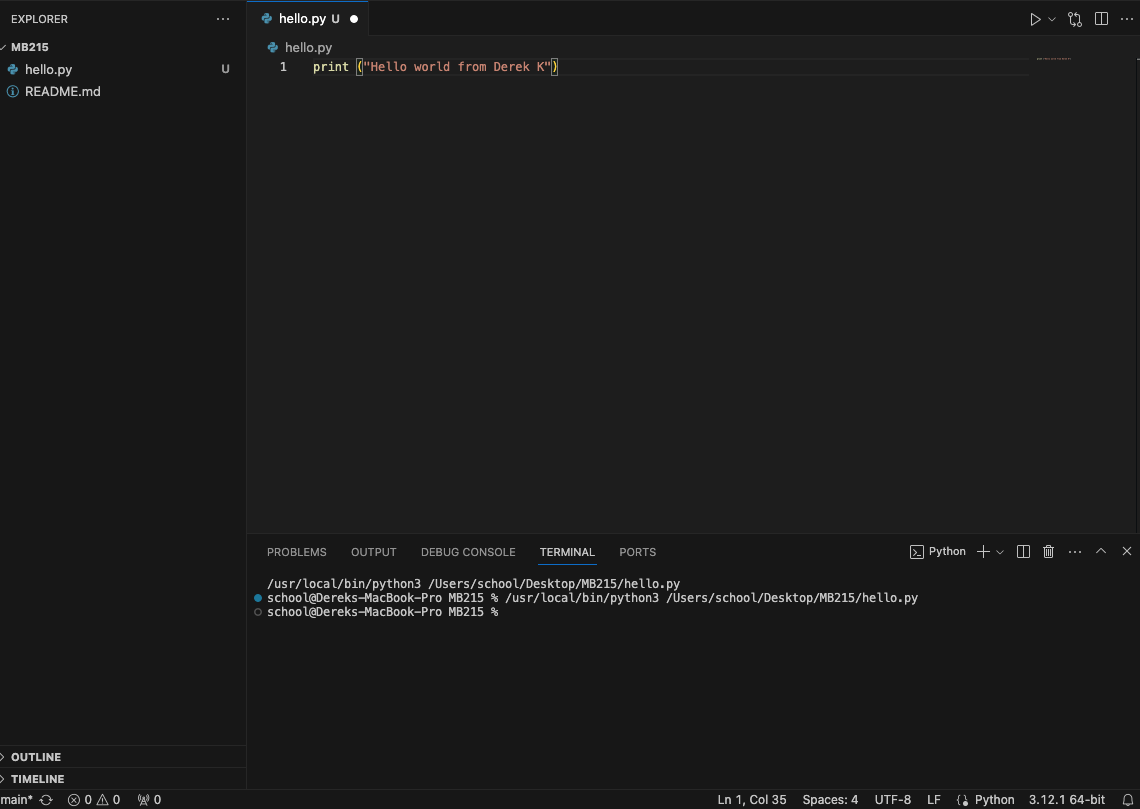 EXPLORER
MB215
hello.py U
README.md
OUTLINE
TIMELINE
hello.py U
hello.py
1 print ("Hello world from Derek K")
PROBLEMS OUTPUT DEBUG CONSOLE TERMINAL PORTS Python
/usr/local/bin/python3 /Users/school/Desktop/MB215/hello.py
school@Dereks-MacBook-Pro MB215 % /usr/local/bin/python3 /Users/school/Desktop/MB215/hello.py
school@Dereks-MacBook-Pro MB215 %
main* 0 0 0 Ln 1, Col 35 Spaces: 4 UTF-8 LF Python 3.12.1 64-bit